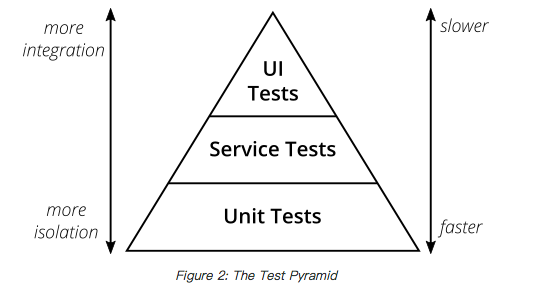 more
integration
slower
UI
Tests
Service Tests
more
isolation
Unit Tests
faster
Figure 2: The Test Pyramid